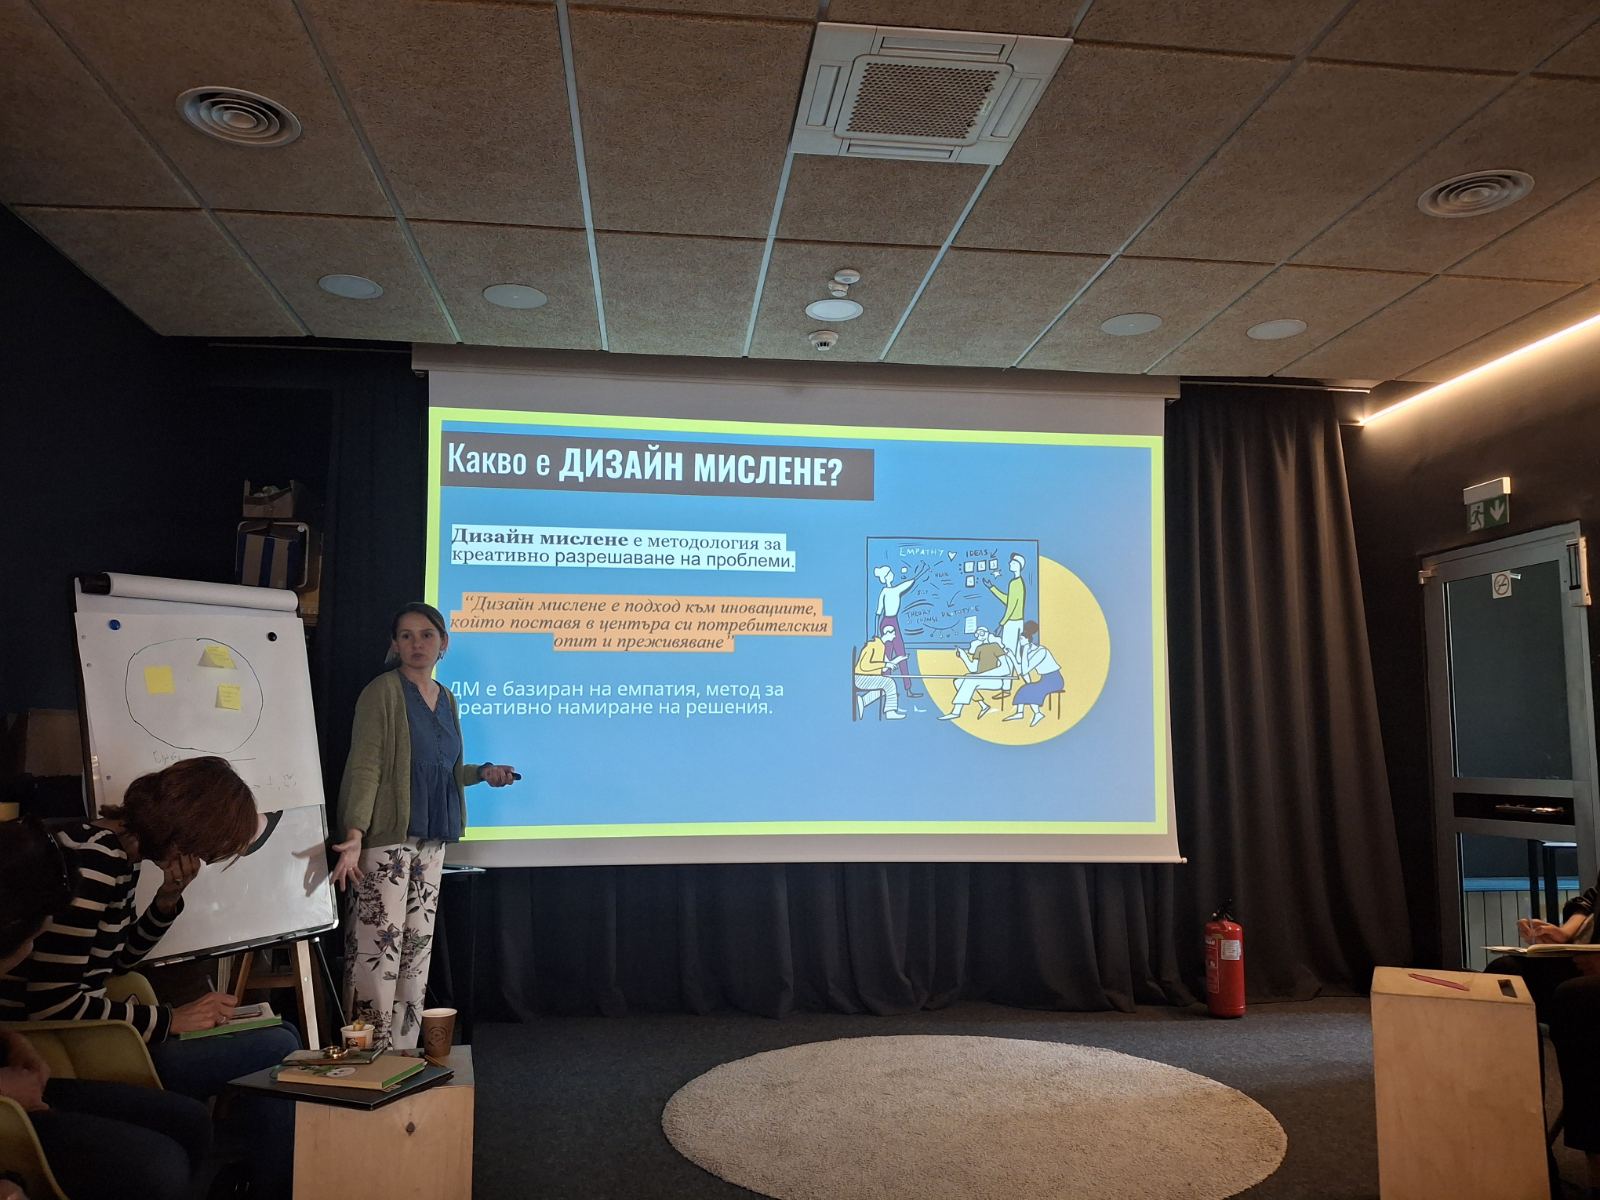 Какво е ДИЗАЙН МИСЛЕНЕ?
Дизайн мислене е методология за
креативно разрешаване на проблеми.
“Дизайн мислене е подход към иновациите,
който поставя в центъра си потребителския
опит и преживяване”
ДМ е базиран на емпатия, метод за
креативно намиране на решения.
EMPATHY IDEAS
THEORY